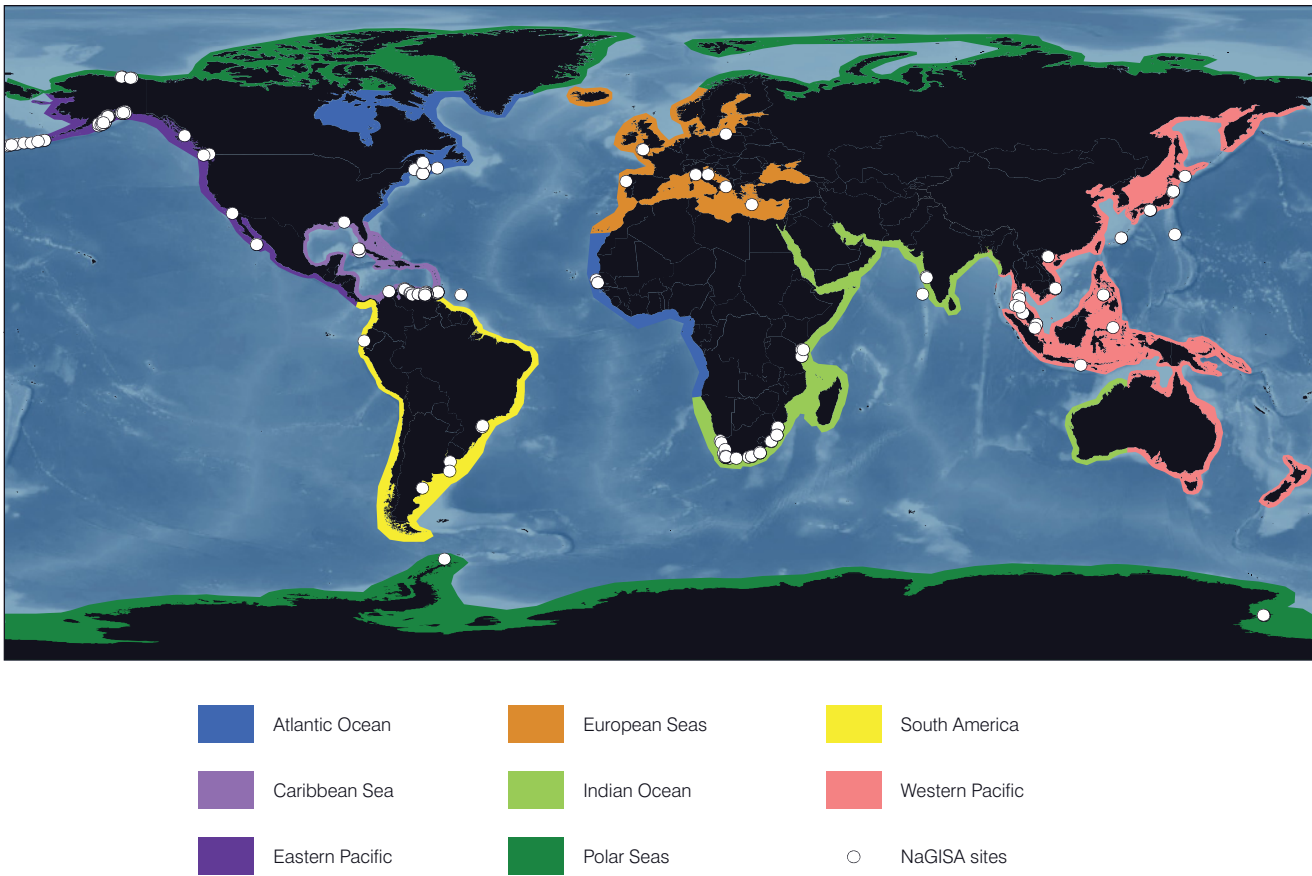 Atlantic Ocean
European Seas
South America
Caribbean Sea
Indian Ocean
Western Pacific
Eastern Pacific
Polar Seas
NaGISA sites